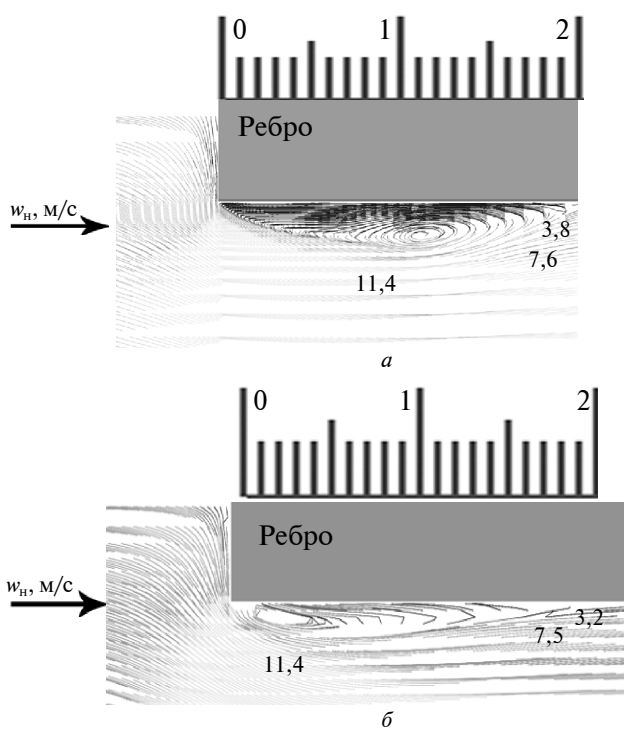 0 1 2
Ребро
wн, м/с
3,8
7,6
11,4
а
0 1 2
Ребро
wн, м/с
3,2
7,5
11,4
б